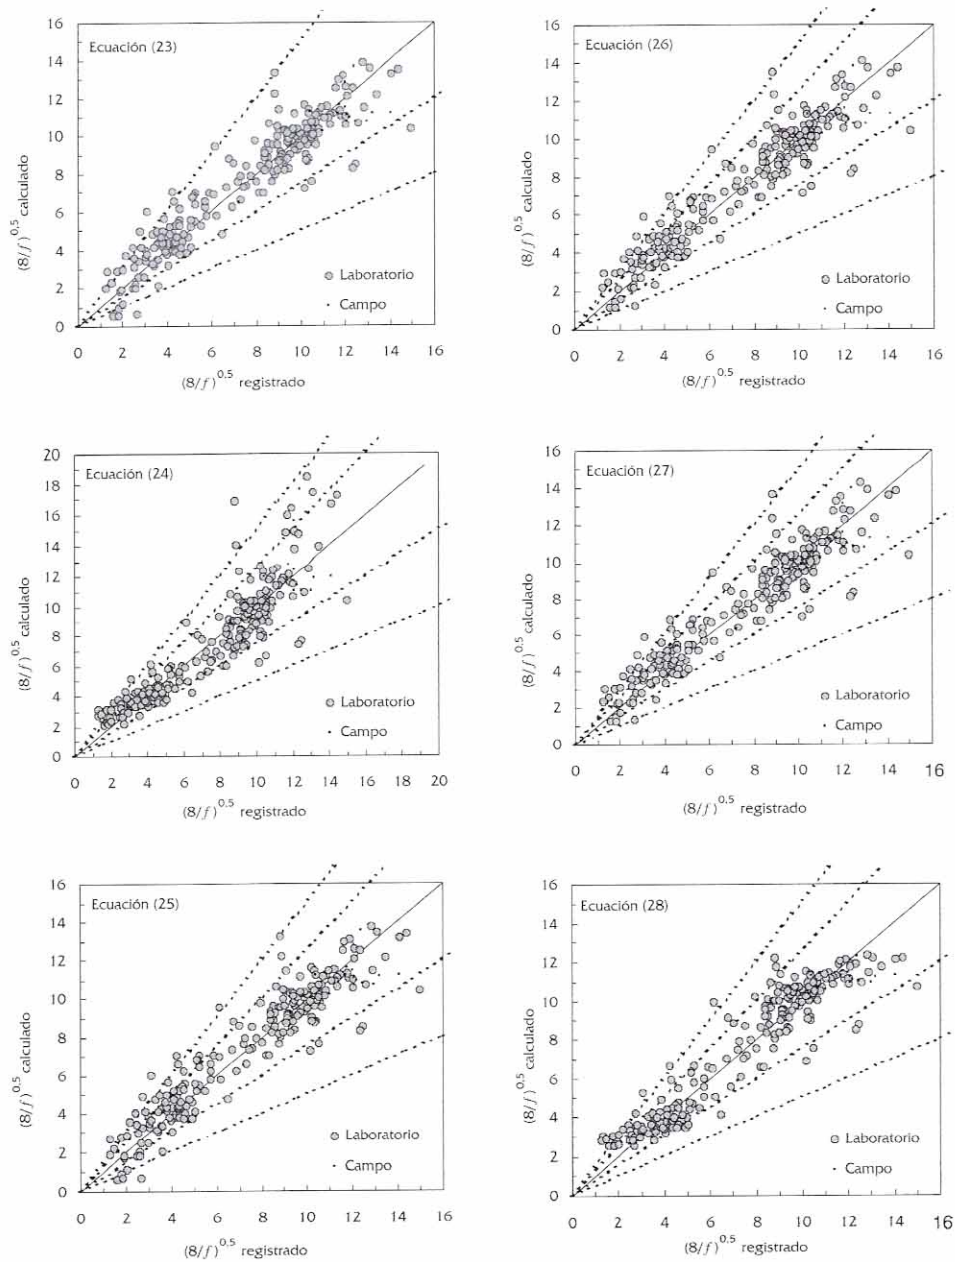 Ecuación (23)
16
14
12
10
8
6
4
2
0
(8/f)^0.5 calculado
Laboratorio
Campo
0 2 4 6 8 10 12 14 16
(8/f)^0.5 registrado
Ecuación (26)
16
14
12
10
8
6
4
2
0
(8/f)^0.5 calculado
Laboratorio
Campo
0 2 4 6 8 10 12 14 16
(8/f)^0.5 registrado
Ecuación (24)
20
18
16
14
12
10
8
6
4
2
0
(8/f)^0.5 calculado
Laboratorio
Campo
0 2 4 6 8 10 12 14 16 18 20
(8/f)^0.5 registrado
Ecuación (27)
16
14
12
10
8
6
4
2
0
(8/f)^0.5 calculado
Laboratorio
Campo
0 2 4 6 8 10 12 14 16
(8/f)^0.5 registrado
Ecuación (25)
16
14
12
10
8
6
4
2
0
(8/f)^0.5 calculado
Laboratorio
Campo
0 2 4 6 8 10 12 14 16
(8/f)^0.5 registrado
Ecuación (28)
16
14
12
10
8
6
4
2
0
(8/f)^0.5 calculado
Laboratorio
Campo
0 2 4 6 8 10 12 14 16
(8/f)^0.5 registrado